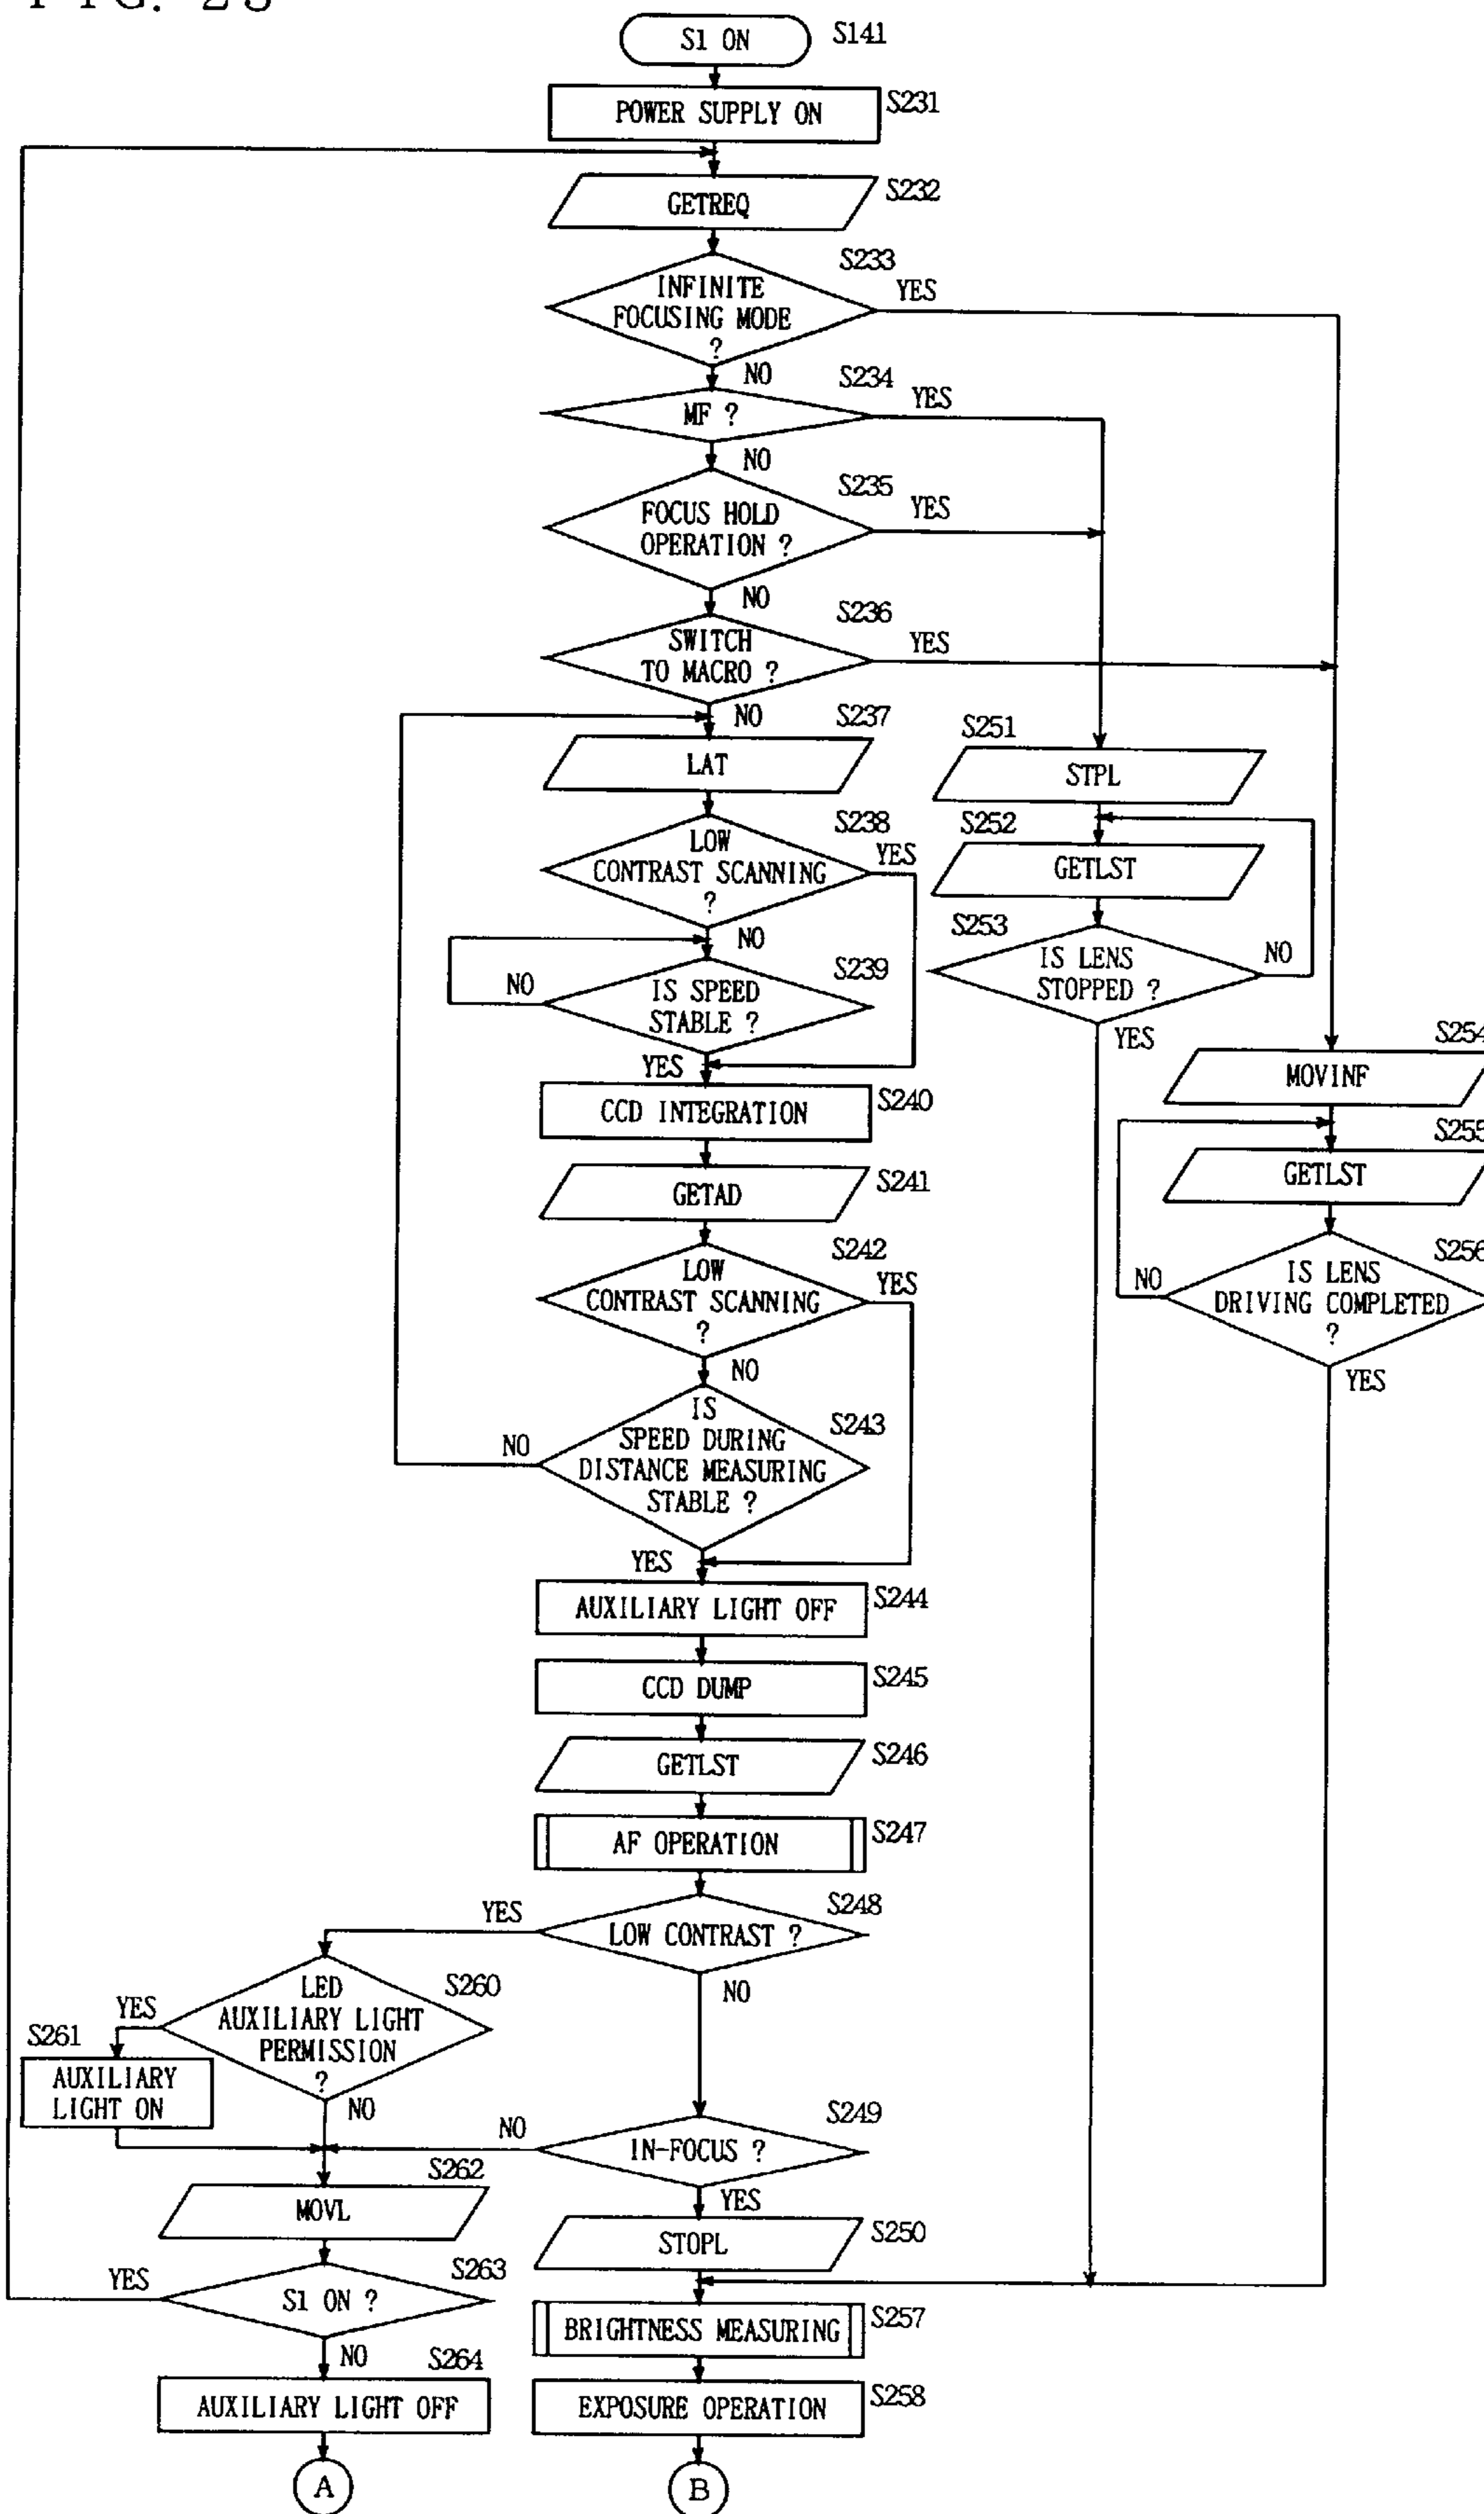 FIG. 23
S1 ON
S141
POWER SUPPLY ON
S231
GETREQ
S232
S233
INFINITE
FOCUSING MODE
?
YES
NO
S234
MF ?
YES
NO
S235
FOCUS HOLD
OPERATION ?
YES
NO
S236
SWITCH
TO MACRO ?
YES
NO
S237
LAT
S238
LOW
CONTRAST SCANNING
?
YES
NO
S239
IS SPEED
STABLE ?
NO
YES
CCD INTEGRATION
S240
GETAD
S241
S242
LOW
CONTRAST SCANNING
?
YES
NO
S243
IS
SPEED DURING
DISTANCE MEASURING
STABLE ?
NO
YES
AUXILIARY LIGHT OFF
S244
CCD DUMP
S245
GETLST
S246
AF OPERATION
S247
S248
LOW CONTRAST ?
YES
NO
S249
IN-FOCUS ?
NO
YES
STOPL
S250
BRIGHTNESS MEASURING
S257
EXPOSURE OPERATION
S258
B
S251
STPL
S252
GETLST
S253
IS LENS
STOPPED ?
NO
YES
S254
MOVINF
S255
GETLST
S256
IS LENS
DRIVING COMPLETED
?
NO
YES
S260
LED
AUXILIARY LIGHT
PERMISSION
?
YES
NO
S261
AUXILIARY
LIGHT ON
S262
MOVL
S263
S1 ON ?
YES
NO
S264
AUXILIARY LIGHT OFF
A